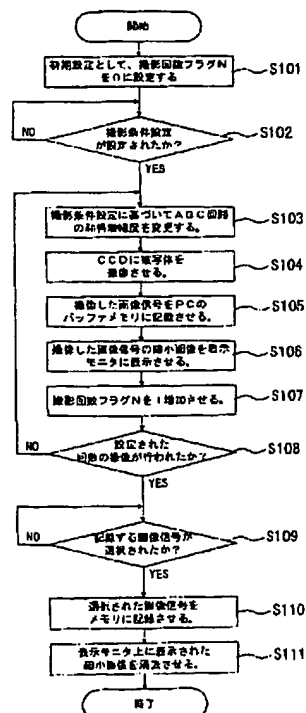 開始
初期設定として、撮影回数フラグN
を0に設定する
S101
撮影条件設定
が設定されたか?
S102
NO
YES
撮影条件設定に基づいてAGC回路
の信号増幅度を変更する。
S103
CCDに被写体を
撮像させる。
S104
撮像した画像信号をPCの
バッファメモリに記録させる。
S105
撮像した画像信号の縮小画像を表示
モニタに表示させる。
S106
撮影回数フラグNを1増加させる。
S107
設定された
回数の撮像が行われたか?
S108
NO
YES
記録する画像信号が
選択されたか?
S109
NO
YES
選択された画像信号を
メモリに記録させる。
S110
表示モニタ上に表示された
縮小画像を消去させる。
S111
終了